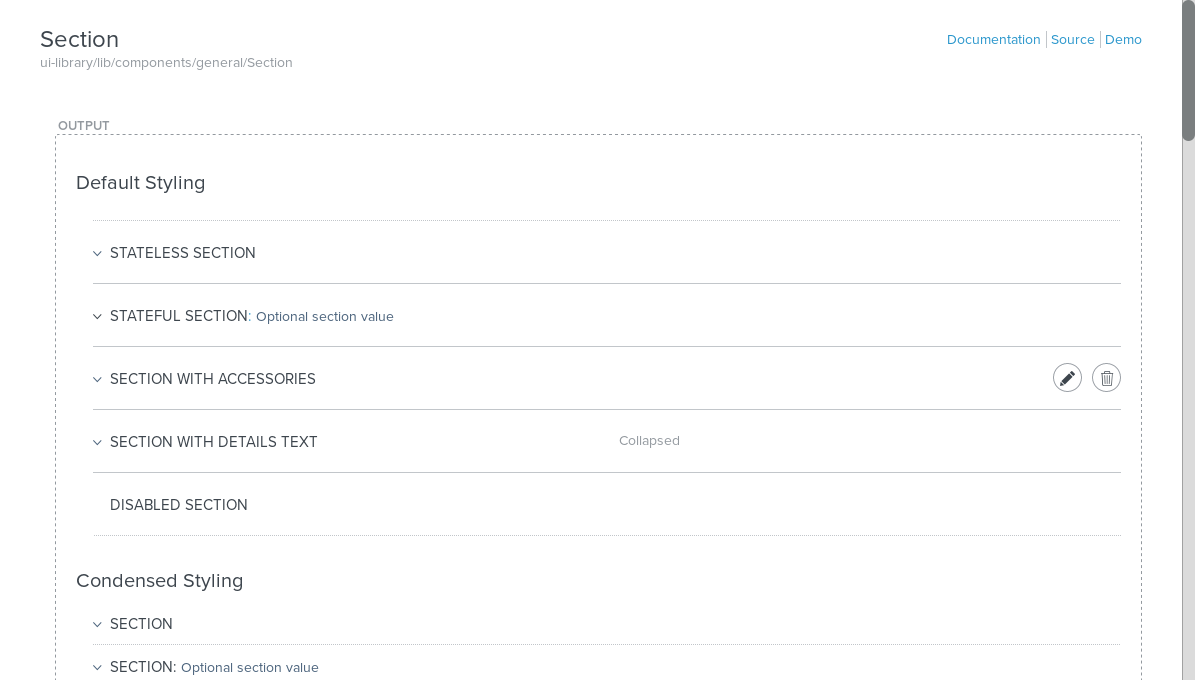 Section
Documentation Source Demo
ui-library/lib/components/general/Section
OUTPUT
Default Styling
STATELESS SECTION
STATEFUL SECTION: Optional section value
SECTION WITH ACCESSORIES
SECTION WITH DETAILS TEXT Collapsed
DISABLED SECTION
Condensed Styling
SECTION
SECTION: Optional section value